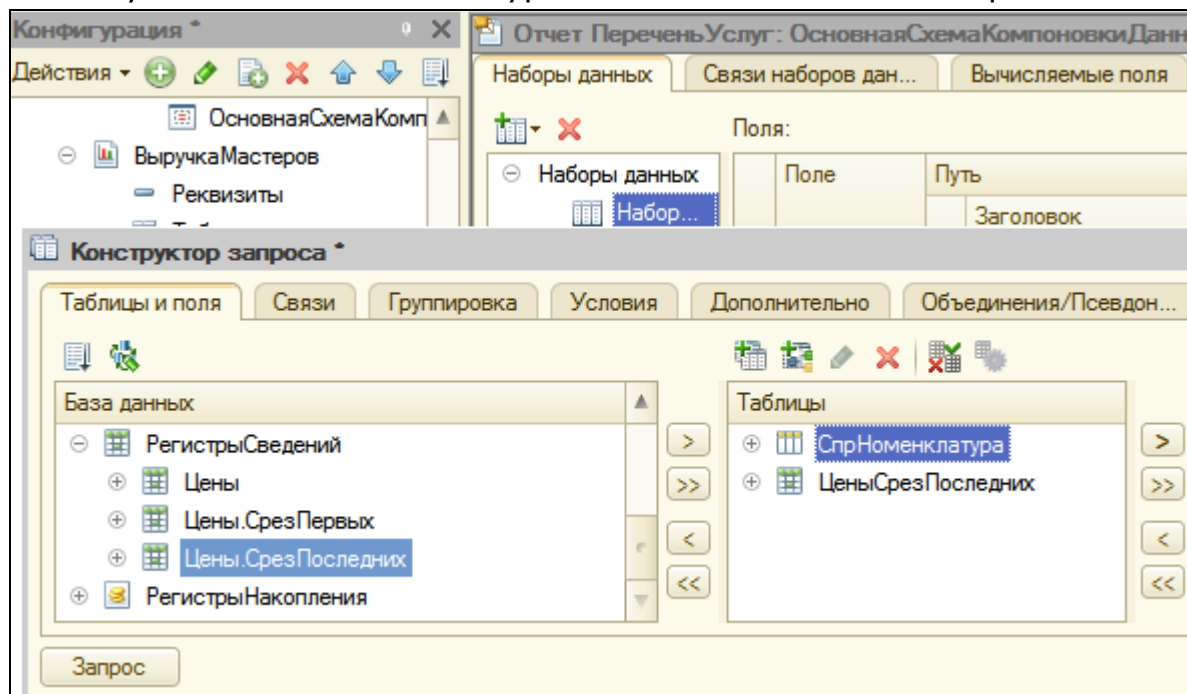 Конфигурация *
Отчет ПереченьУслуг: ОсновнаяСхемаКомпоновкиДанн
Действия
Наборы данных
Связи наборов дан...
Вычисляемые поля
ОсновнаяСхемаКомп
ВыручкаМастеров
Реквизиты
Поля:
Наборы данных
Набор...
Поле
Путь
Заголовок
Конструктор запроса *
Таблицы и поля
Связи
Группировка
Условия
Дополнительно
Объединения/Псевдон...
База данных
РегистрыСведений
Цены
Цены.СрезПервых
Цены.СрезПоследних
РегистрыНакопления
>
>>
<
<<
Таблицы
СпрНоменклатура
ЦеныСрезПоследних
>
>>
<
<<
Запрос